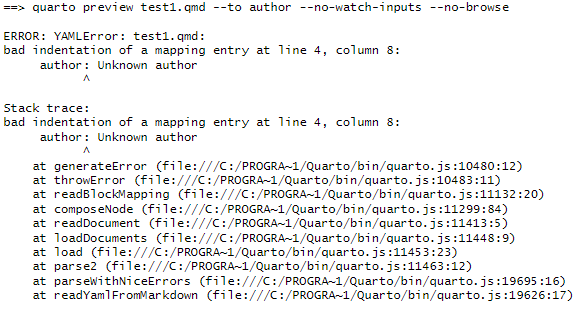 ==> quarto preview test1.qmd --to author --no-watch-inputs --no-browse
ERROR: YAMLError: test1.qmd:
bad indentation of a mapping entry at line 4, column 8:
     author: Unknown author
           ^
Stack trace:
bad indentation of a mapping entry at line 4, column 8:
     author: Unknown author
           ^
    at generateError (file:///C:/PROGRA~1/Quarto/bin/quarto.js:10480:12)
    at throwError (file:///C:/PROGRA~1/Quarto/bin/quarto.js:10483:11)
    at readBlockMapping (file:///C:/PROGRA~1/Quarto/bin/quarto.js:11132:20)
    at composeNode (file:///C:/PROGRA~1/Quarto/bin/quarto.js:11299:84)
    at readDocument (file:///C:/PROGRA~1/Quarto/bin/quarto.js:11413:5)
    at loadDocuments (file:///C:/PROGRA~1/Quarto/bin/quarto.js:11448:9)
    at load (file:///C:/PROGRA~1/Quarto/bin/quarto.js:11453:23)
    at parse2 (file:///C:/PROGRA~1/Quarto/bin/quarto.js:11463:12)
    at parseWithNiceErrors (file:///C:/PROGRA~1/Quarto/bin/quarto.js:19695:16)
    at readYamlFromMarkdown (file:///C:/PROGRA~1/Quarto/bin/quarto.js:19626:17)